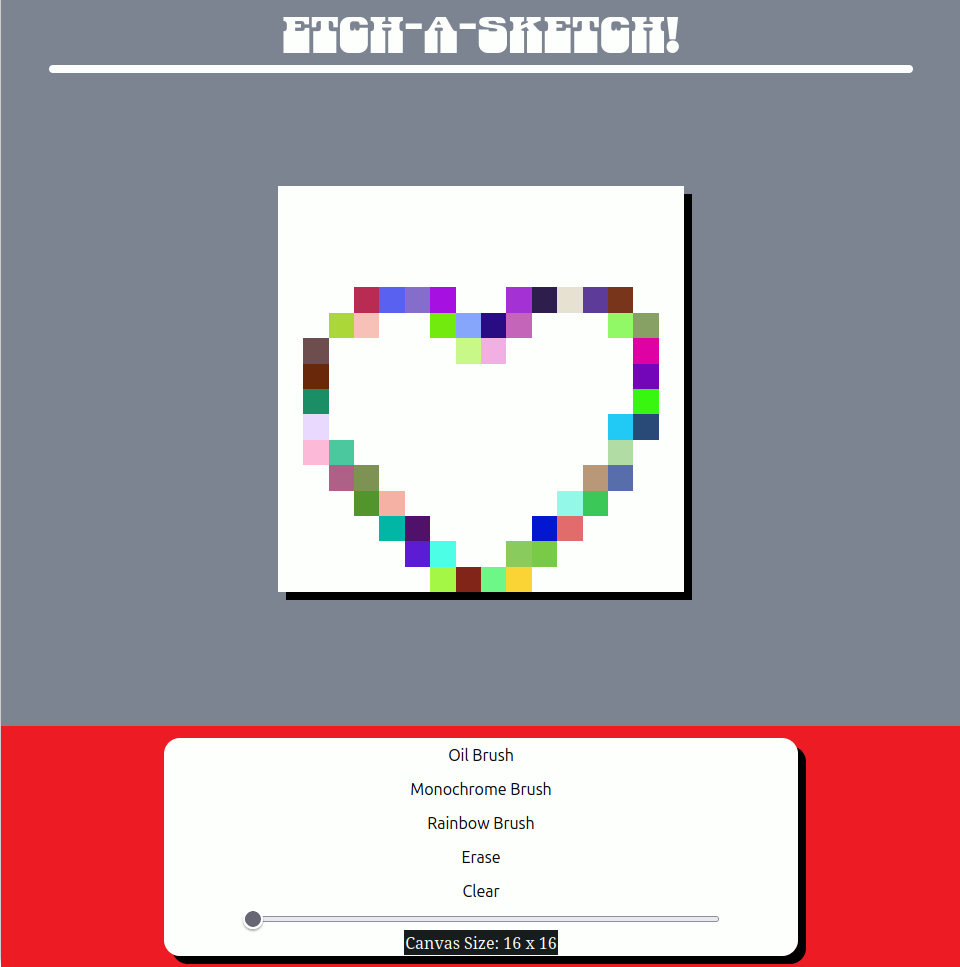 ETCH-A-SKETCH!
Oil Brush
Monochrome Brush
Rainbow Brush
Erase
Clear
Canvas Size: 16 x 16